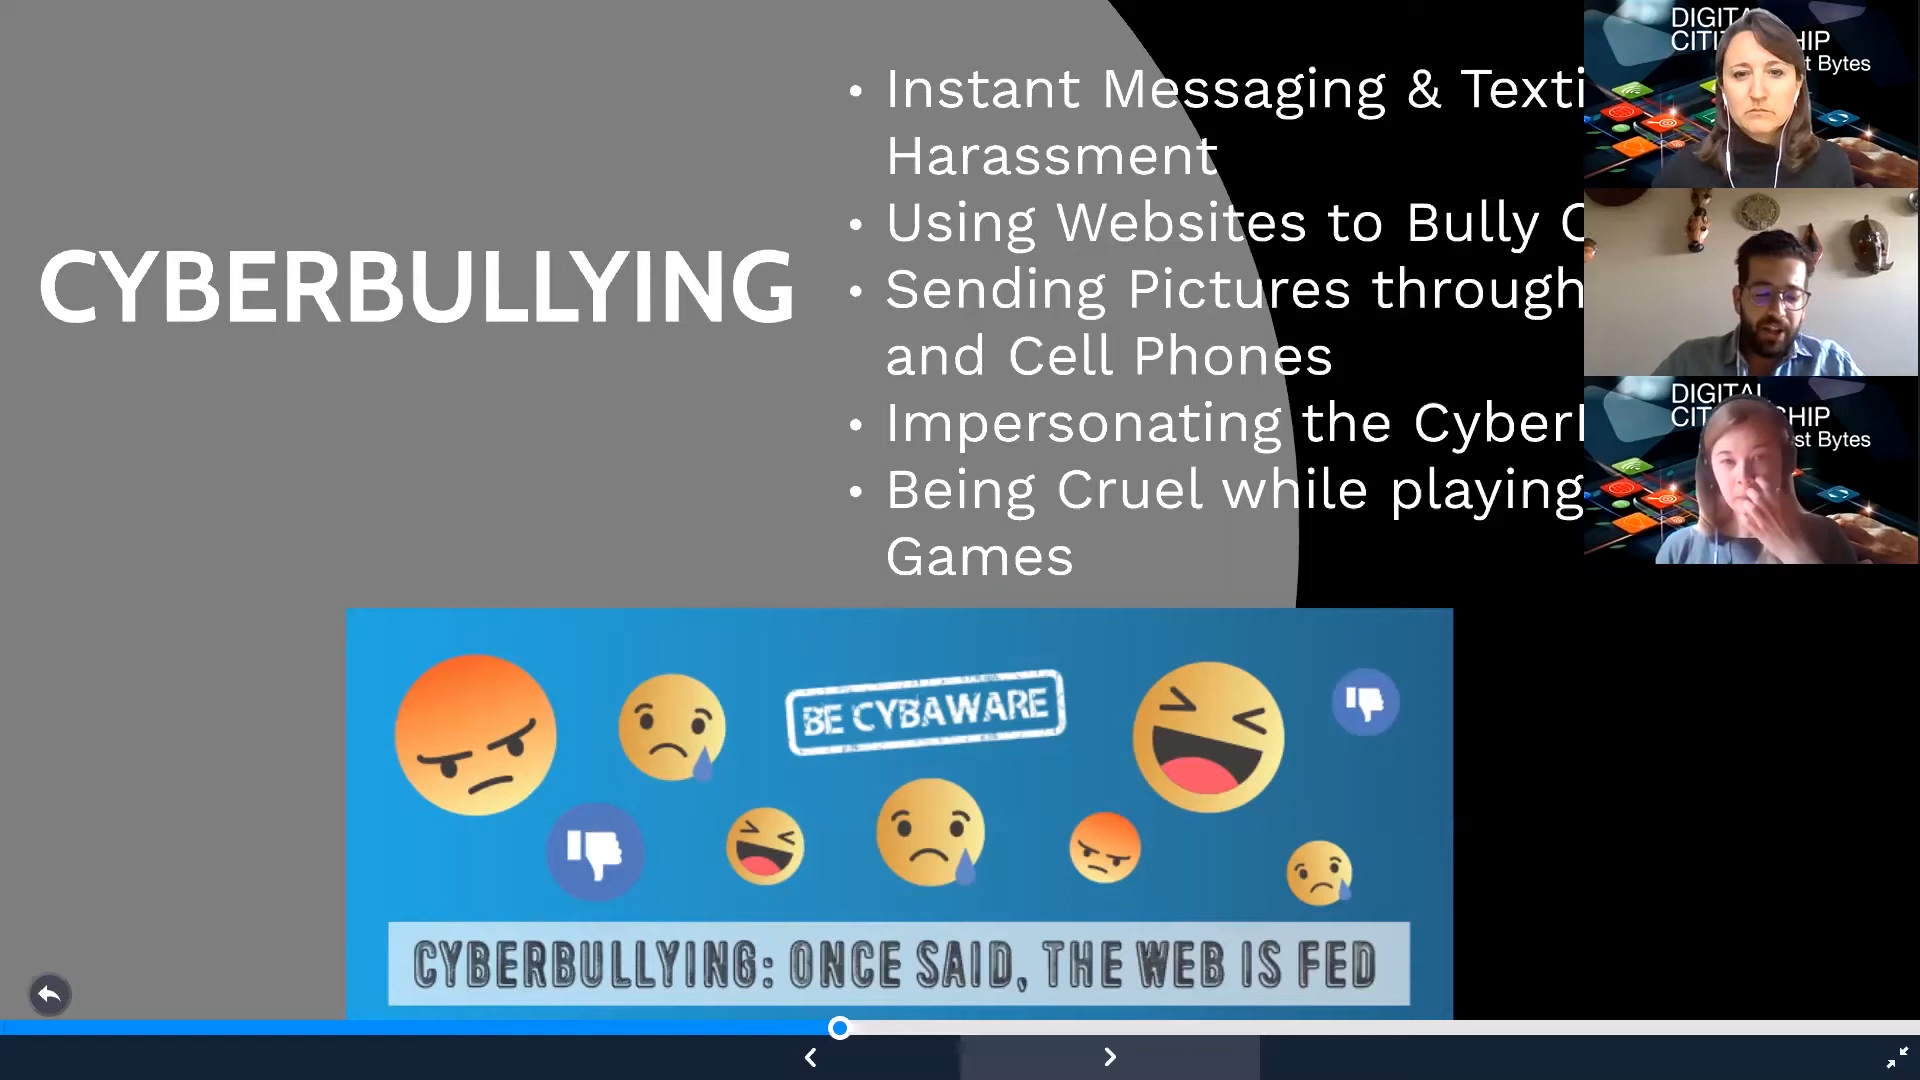 CYBERBULLYING
• Instant Messaging & Texti
Harassment
• Using Websites to Bully
• Sending Pictures through
and Cell Phones
• Impersonating the Cyber
• Being Cruel while playing
Games
BE CYBAWARE
CYBERBULLYING: ONCE SAID, THE WEB IS FED
DIGITA
CITI HIP
t Bytes
DIGITAL
CIT SHIP
st Bytes